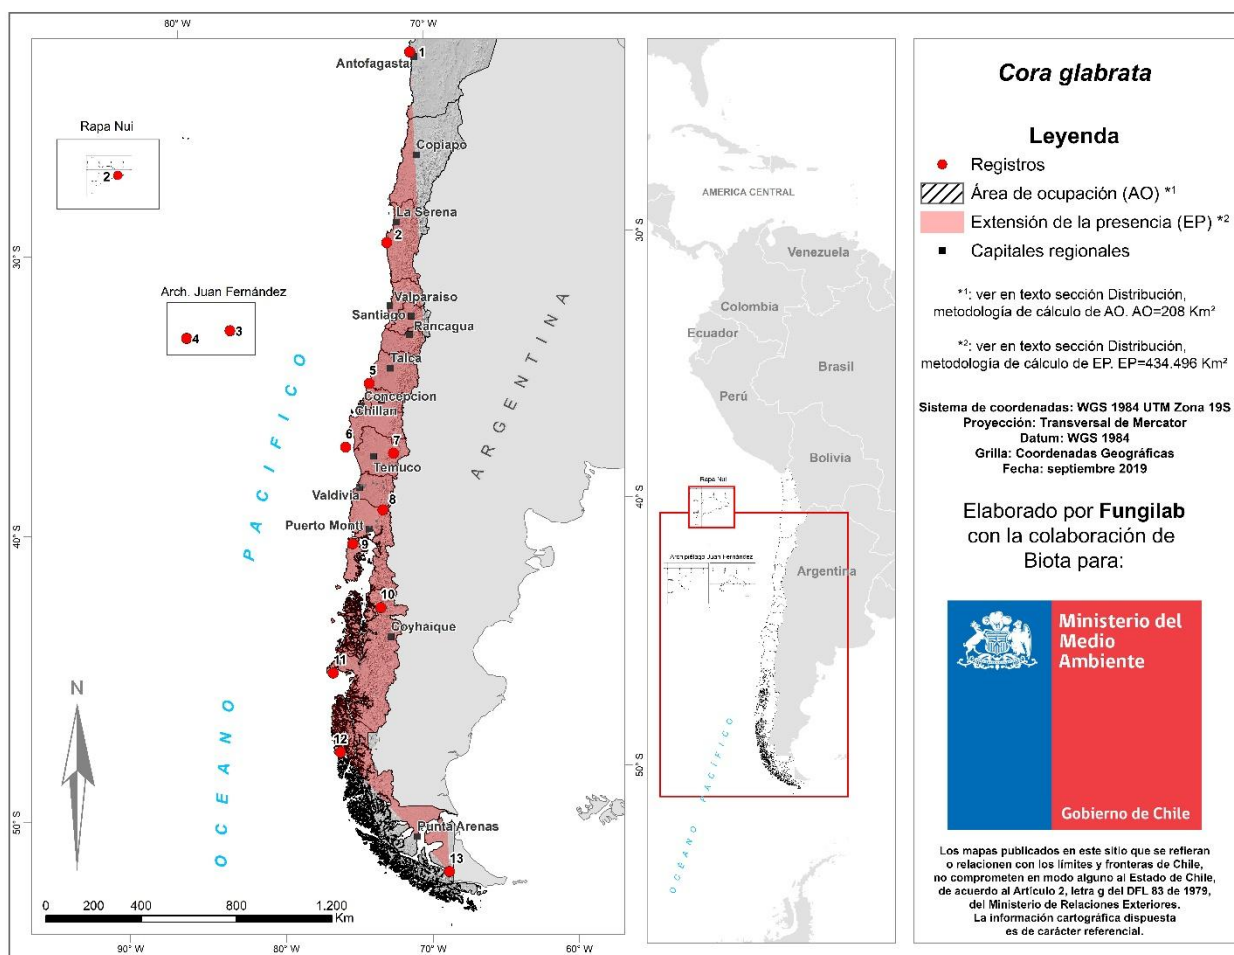 80° W
70° W
Antofagasta
1
Rapa Nui
2
Copiapo
La Serena
2
30° S
Arch. Juan Fernández
4
3
Valparaiso
Santiago
Rancagua
Talca
5
Concepcion
Chillan
6
7
Temuco
Valdivia
8
Puerto Montt
9
40° S
10
Coyhaique
11
12
50° S
Punta Arenas
13
OCEANO PACIFICO
ARGENTINA
N
0 200 400 800 1.200
Km
90° W
80° W
70° W
60° W
AMERICA CENTRAL
30° S
Venezuela
Colombia
Ecuador
Brasil
Perú
Bolivia
40° S
Rapa Nui
Archipiélago Juan Fernández
Argentina
50° S
OCÉANO PACÍFICO
Cora glabrata
Leyenda
Registros
Área de ocupación (AO) *1
Extensión de la presencia (EP) *2
Capitales regionales
*1: ver en texto sección Distribución,
metodología de cálculo de AO. AO=208 Km²
*2: ver en texto sección Distribución,
metodología de cálculo de EP. EP=434.496 Km²
Sistema de coordenadas: WGS 1984 UTM Zona 19S
Proyección: Transversal de Mercator
Datum: WGS 1984
Grilla: Coordenadas Geográficas
Fecha: septiembre 2019
Elaborado por Fungilab
con la colaboración de
Biota para:
Ministerio del
Medio
Ambiente
Gobierno de Chile
Los mapas publicados en este sitio que se refieran
o relacionen con los límites y fronteras de Chile,
no comprometen en modo alguno al Estado de Chile,
de acuerdo al Artículo 2, letra g del DFL 83 de 1979,
del Ministerio de Relaciones Exteriores.
La información cartográfica dispuesta
es de carácter referencial.